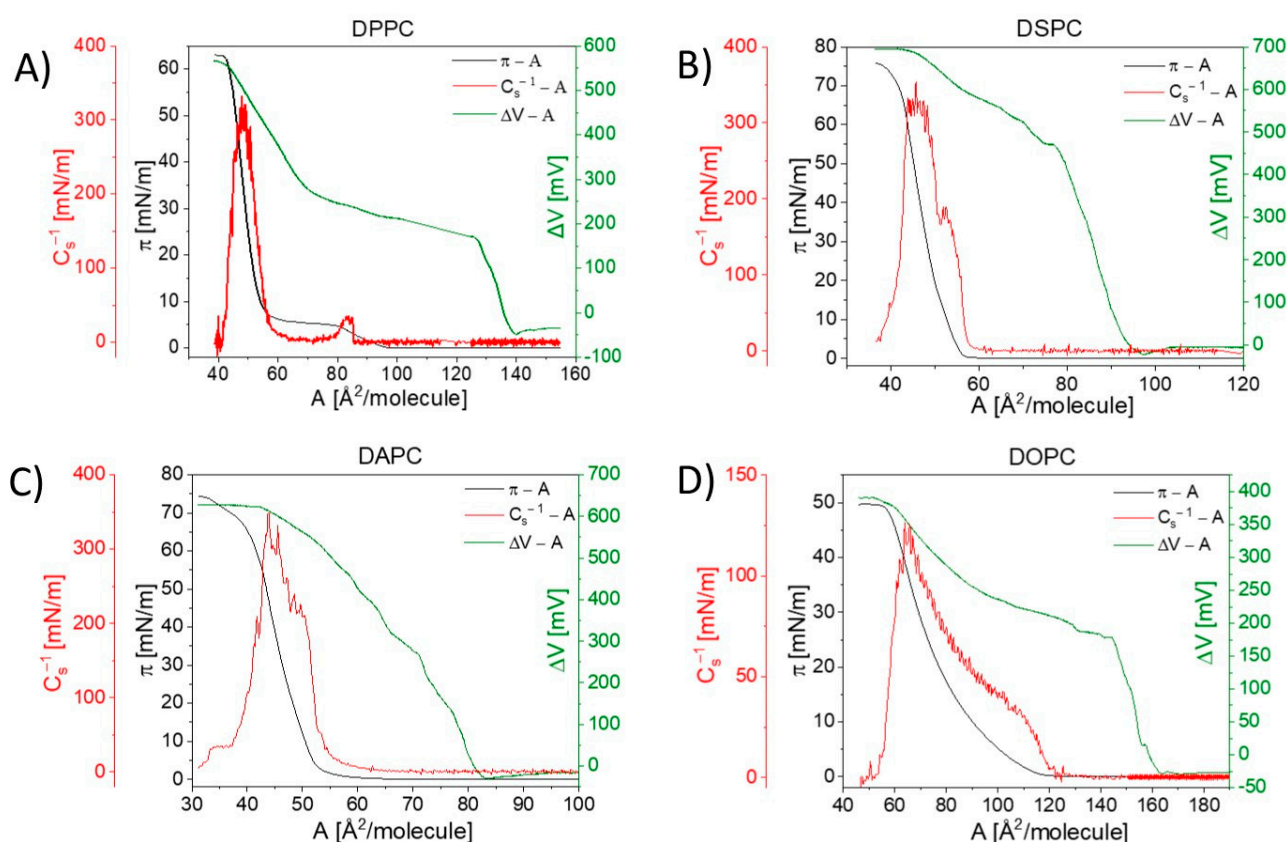 A)
DPPC
400
300
200
100
0
Cₛ⁻¹ [mN/m]
60
50
40
30
20
10
0
π [mN/m]
π – A
Cₛ⁻¹ – A
ΔV – A
600
500
400
300
200
100
0
-100
ΔV [mV]
40 60 80 100 120 140 160
A [Å²/molecule]
B)
DSPC
400
300
200
100
0
Cₛ⁻¹ [mN/m]
80
70
60
50
40
30
20
10
0
π [mN/m]
π – A
Cₛ⁻¹ – A
ΔV – A
700
600
500
400
300
200
100
0
ΔV [mV]
40 60 80 100 120
A [Å²/molecule]
C)
DAPC
400
300
200
100
0
Cₛ⁻¹ [mN/m]
80
70
60
50
40
30
20
10
0
π [mN/m]
π – A
Cₛ⁻¹ – A
ΔV – A
700
600
500
400
300
200
100
0
ΔV [mV]
30 40 50 60 70 80 90 100
A [Å²/molecule]
D)
DOPC
150
100
50
0
Cₛ⁻¹ [mN/m]
50
40
30
20
10
0
π [mN/m]
π – A
Cₛ⁻¹ – A
ΔV – A
400
350
300
250
200
150
100
50
0
-50
ΔV [mV]
40 60 80 100 120 140 160 180
A [Å²/molecule]